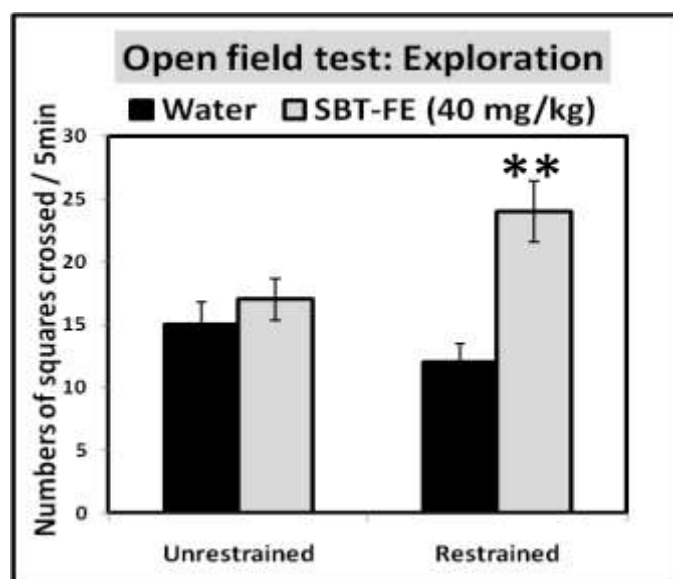 Open field test: Exploration
Water SBT-FE (40 mg/kg)
Numbers of squares crossed / 5min
30
25
20
15
10
5
0
**
Unrestrained Restrained